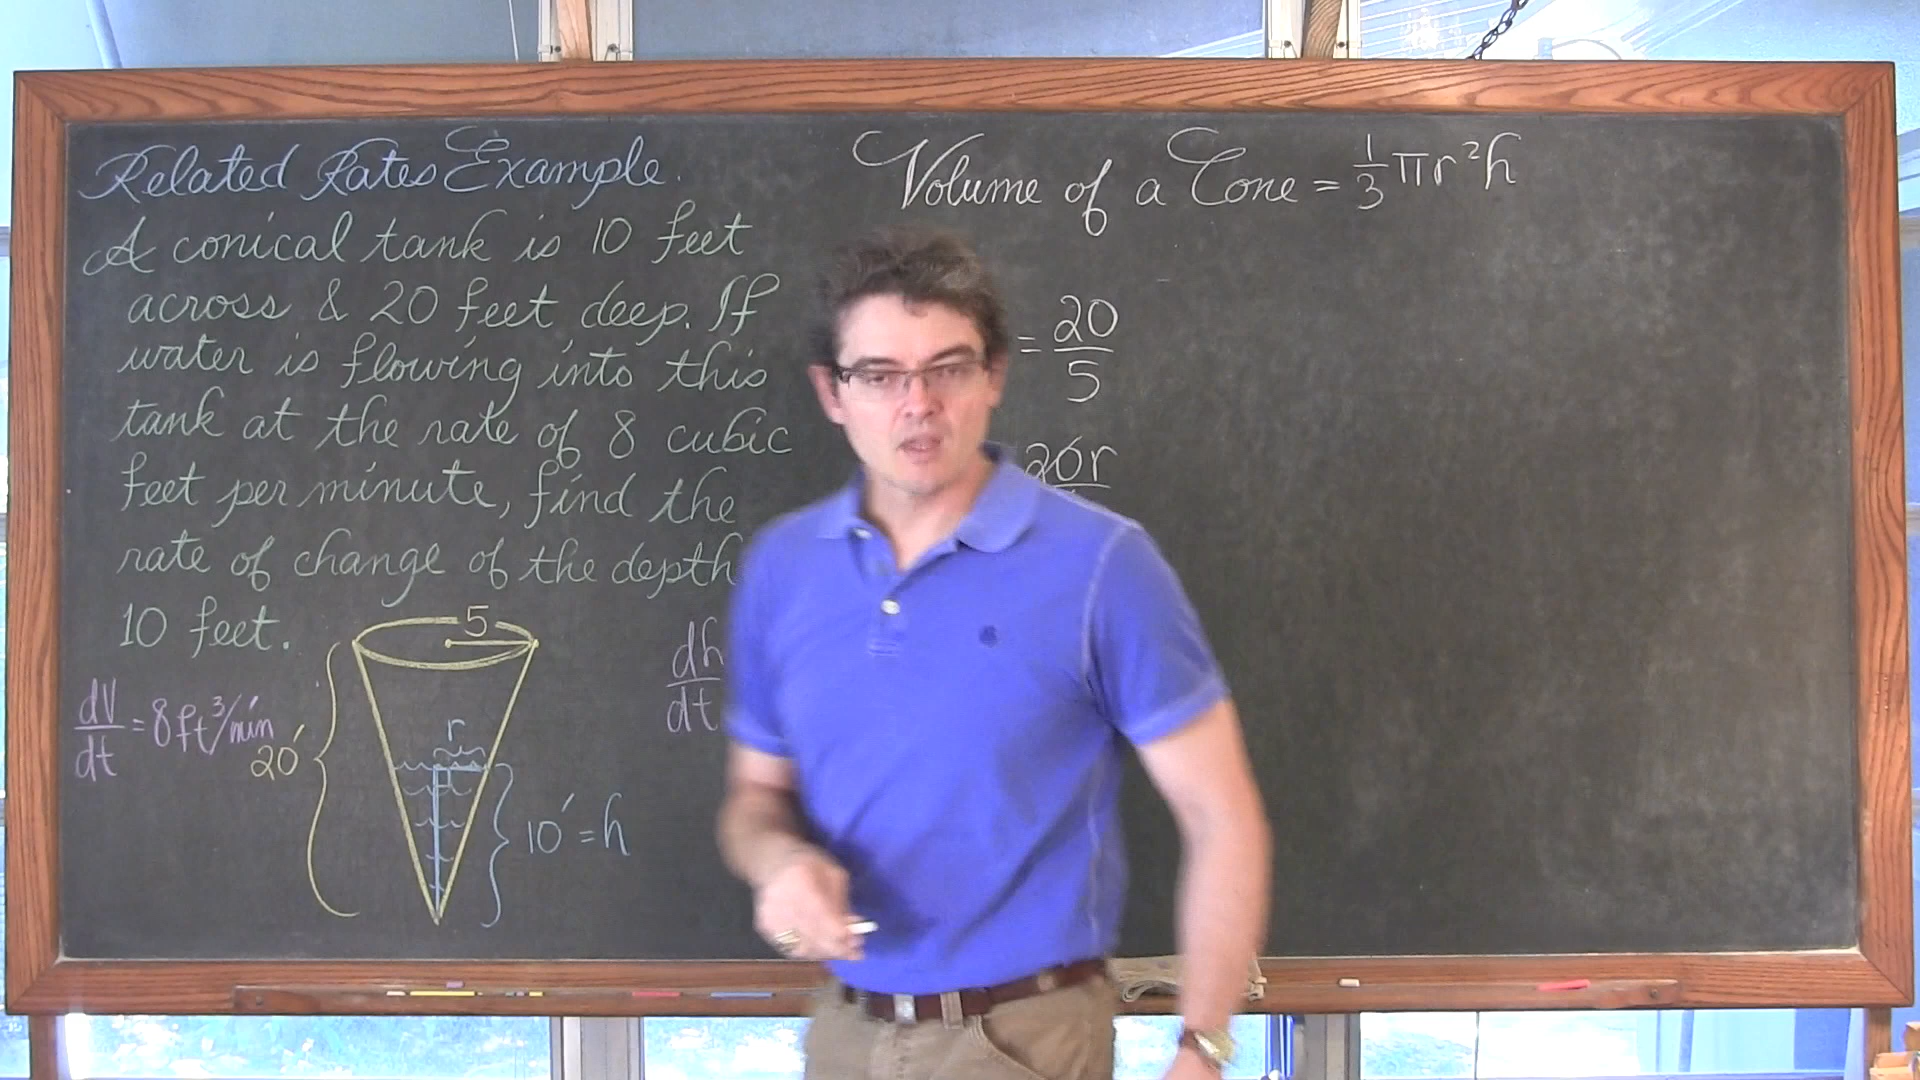 Related Rates Example.
A conical tank is 10 feet
across & 20 feet deep. If
water is flowing into this
tank at the rate of 8 cubic
feet per minute, find the
rate of change of the depth
10 feet.
5
dV/dt = 8 ft³/min
20'
r
10' = h
dh/dt
Volume of a Cone = 1/3 πr²h
= 20/5
20r